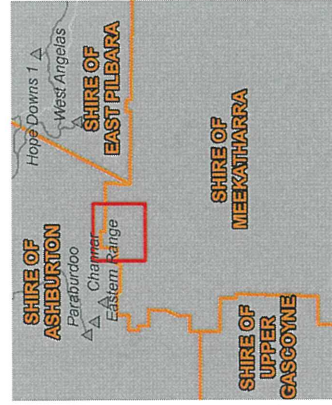 Hope Downs 1
West Angelas
SHIRE OF
EAST PILBARA
SHIRE OF
ASHBURTON
Paraburdoo
Channar
Eastern Range
SHIRE OF
MEEKATHARRA
SHIRE OF
UPPER
GASCOYNE